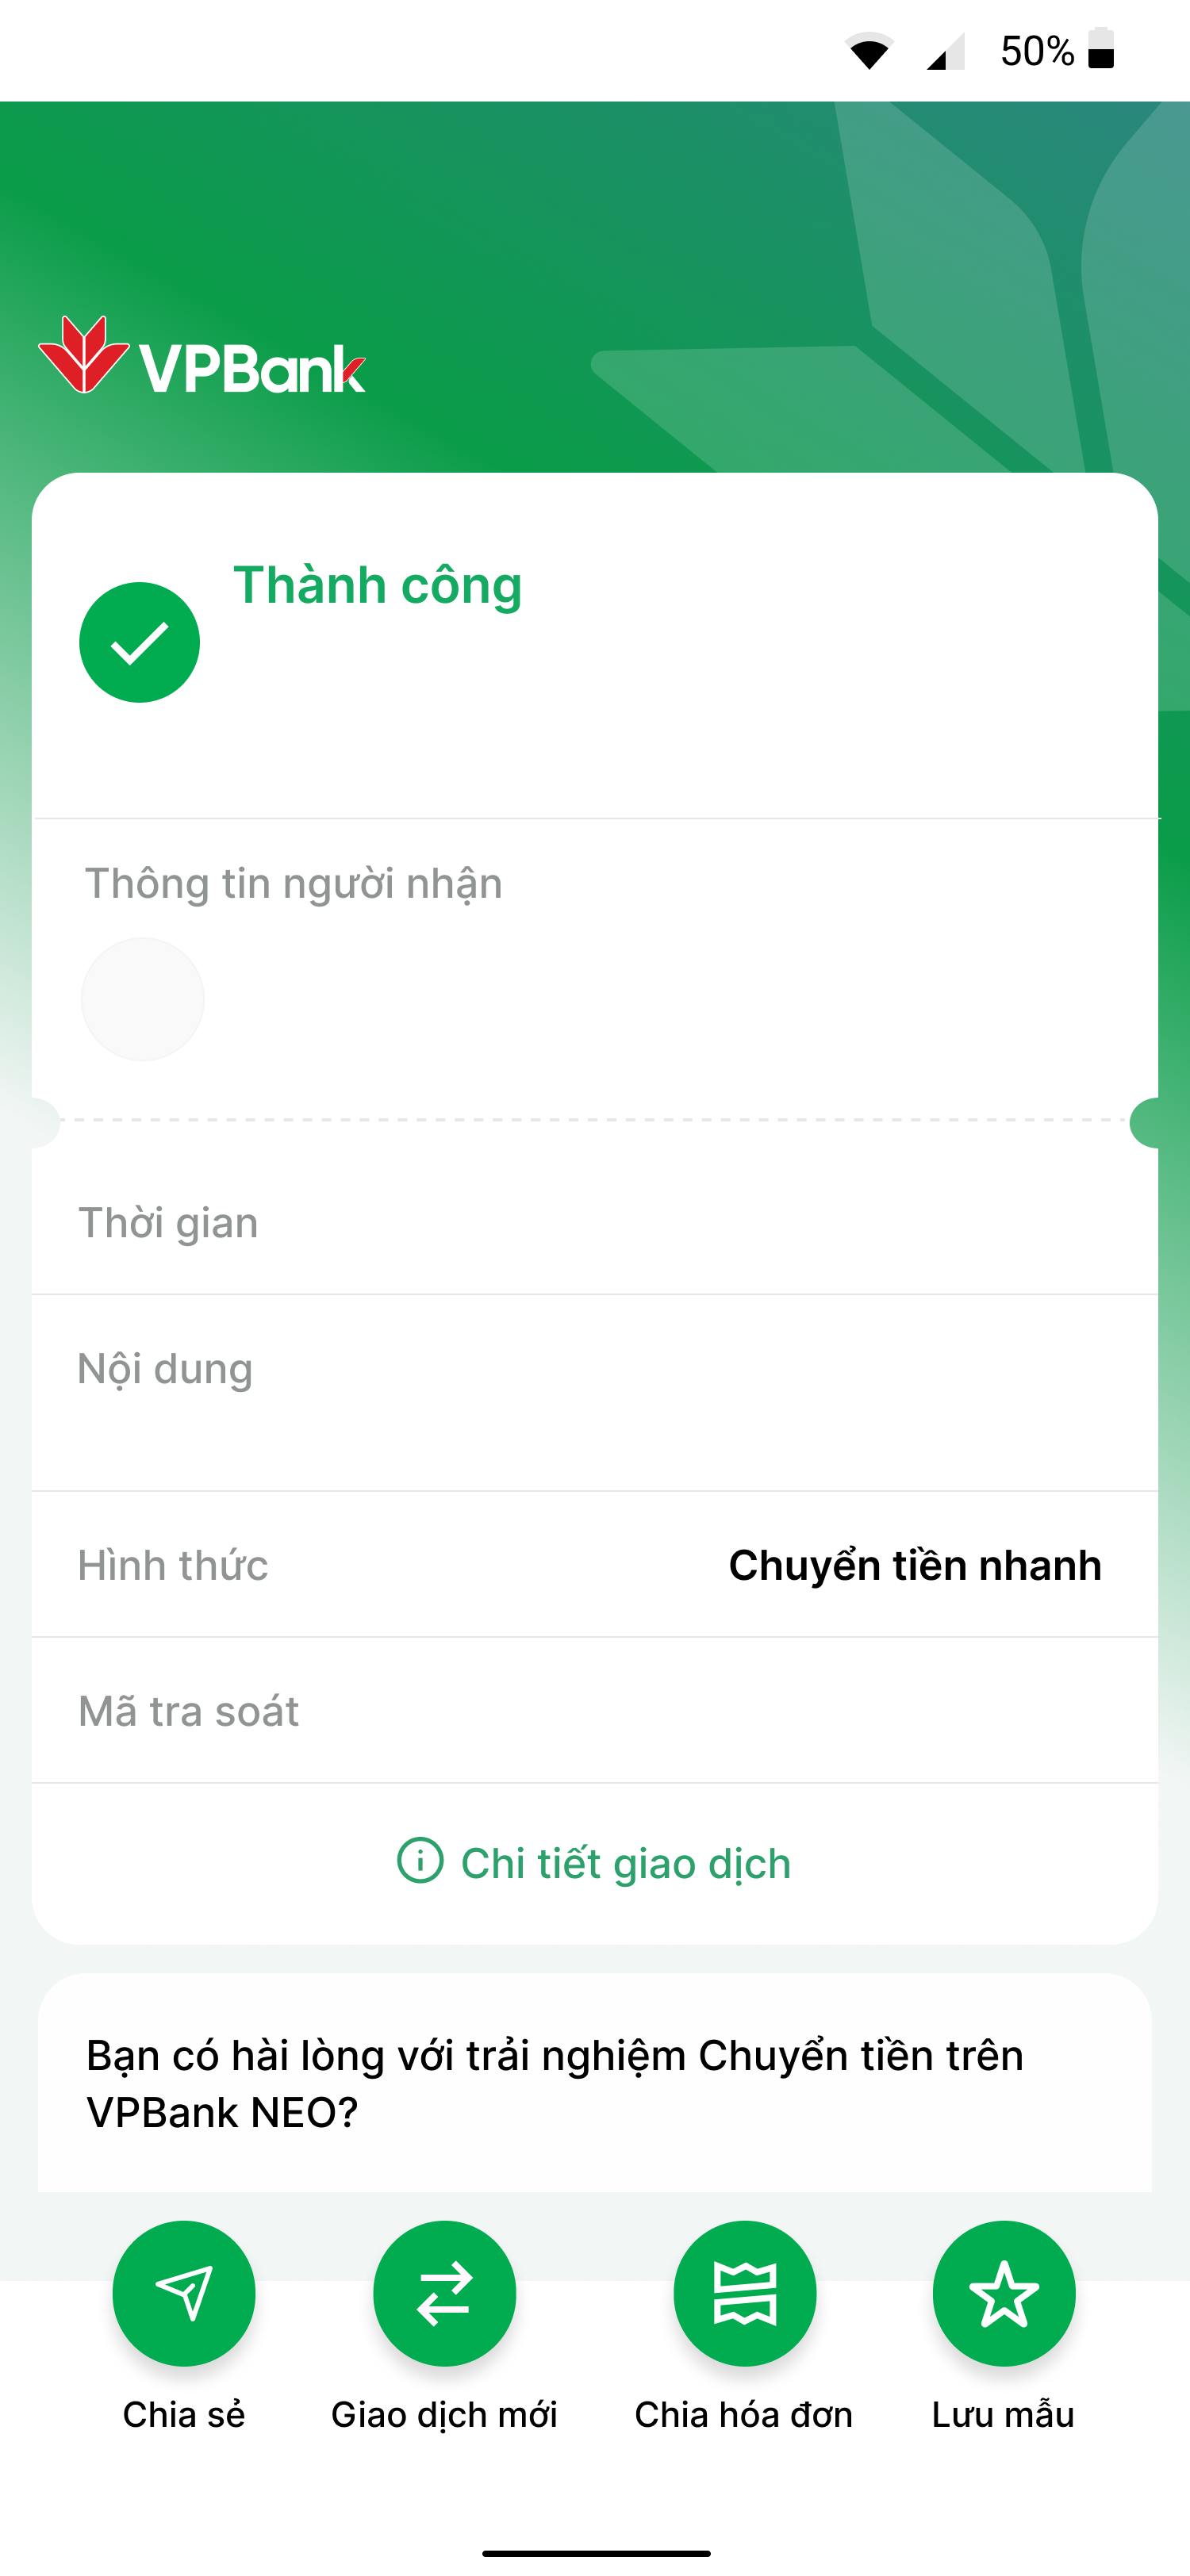 50%
VPBank
Thành công
Thông tin người nhận
Thời gian
Nội dung
Hình thức Chuyển tiền nhanh
Mã tra soát
Chi tiết giao dịch
Bạn có hài lòng với trải nghiệm Chuyển tiền trên
VPBank NEO?
Chia sẻ Giao dịch mới Chia hóa đơn Lưu mẫu